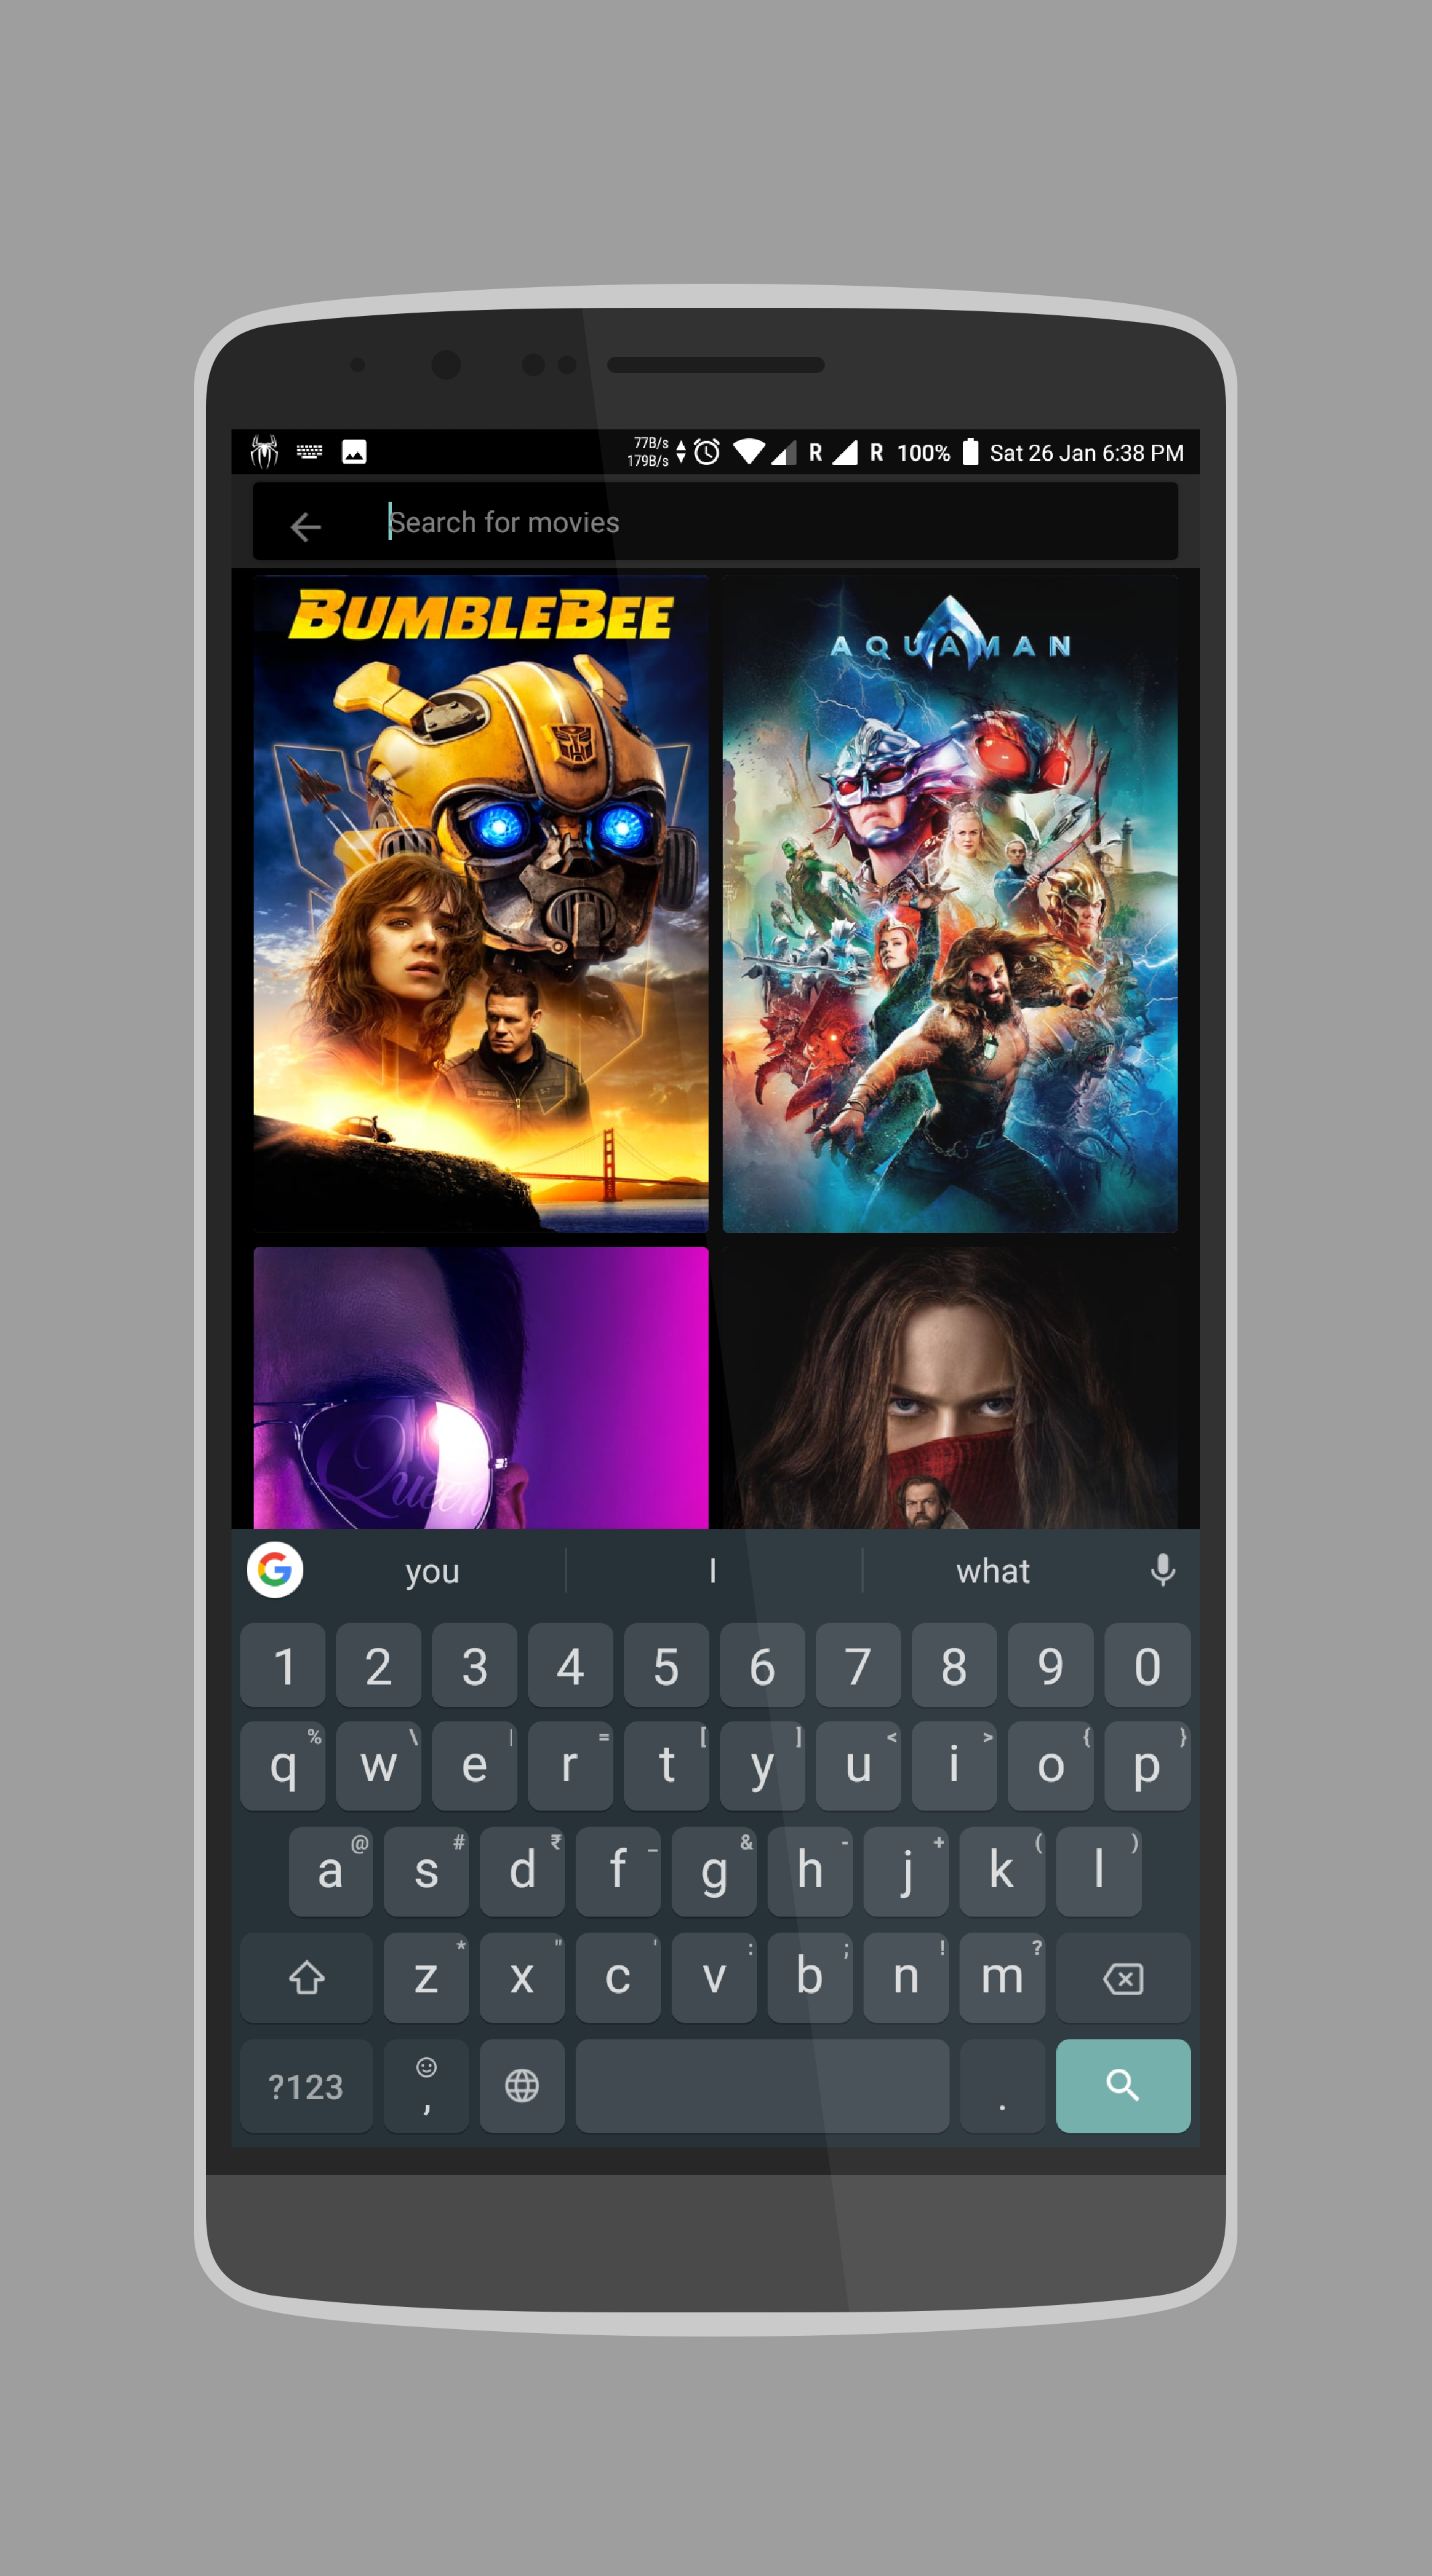 77B/s
179B/s
R R 100% Sat 26 Jan 6:38 PM
Search for movies
BUMBLEBEE
AQUAMAN
BURNS
Queen
G you I what
1 2 3 4 5 6 7 8 9 0
% \ | = [ ] < > { }
q w e r t y u i o p
@ # ₹ _ & - + ( )
a s d f g h j k l
* " ' : ; ! ?
z x c v b n m
?123 , .